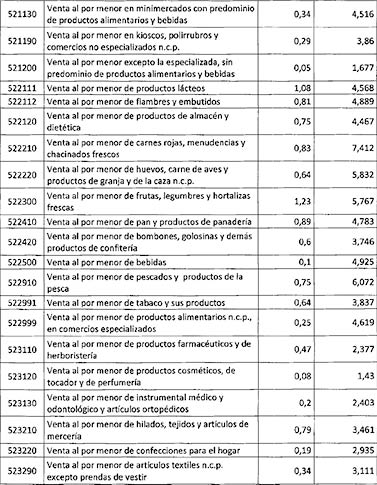 521130 Venta al por menor en minimercados con predominio de productos alimentarios y bebidas 0,34 4,516
521190 Venta al por menor en kioscos, polirrubros y comercios no especializados n.c.p. 0,29 3,86
521200 Venta al por menor excepto la especializada, sin predominio de productos alimentarios y bebidas 0,05 1,677
522111 Venta al por menor de productos lácteos 1,08 4,568
522112 Venta al por menor de fiambres y embutidos 0,81 4,889
522120 Venta al por menor de productos de almacén y dietética 0,75 4,467
522210 Venta al por menor de carnes rojas, menudencias y chacinados frescos 0,83 7,412
522220 Venta al por menor de huevos, carne de aves y productos de granja y de la caza n.c.p. 0,64 5,832
522300 Venta al por menor de frutas, legumbres y hortalizas frescas 1,23 5,767
522410 Venta al por menor de pan y productos de panadería 0,89 4,783
522420 Venta al por menor de bombones, golosinas y demás productos de confitería 0,6 3,746
522500 Venta al por menor de bebidas 0,1 4,925
522910 Venta al por menor de pescados y productos de la pesca 0,75 6,072
522991 Venta al por menor de tabaco y sus productos 0,64 3,837
522999 Venta al por menor de productos alimentarios n.c.p., en comercios especializados 0,25 4,619
523110 Venta al por menor de productos farmacéuticos y de herboristería 0,47 2,377
523120 Venta al por menor de productos cosméticos, de tocador y de perfumería 0,08 1,43
523130 Venta al por menor de instrumental médico y odontológico y artículos ortopédicos 0,2 2,403
523210 Venta al por menor de hilados, tejidos y artículos de mercería 0,79 3,461
523220 Venta al por menor de confecciones para el hogar 0,19 2,935
523290 Venta al por menor de artículos textiles n.c.p. excepto prendas de vestir 0,34 3,111